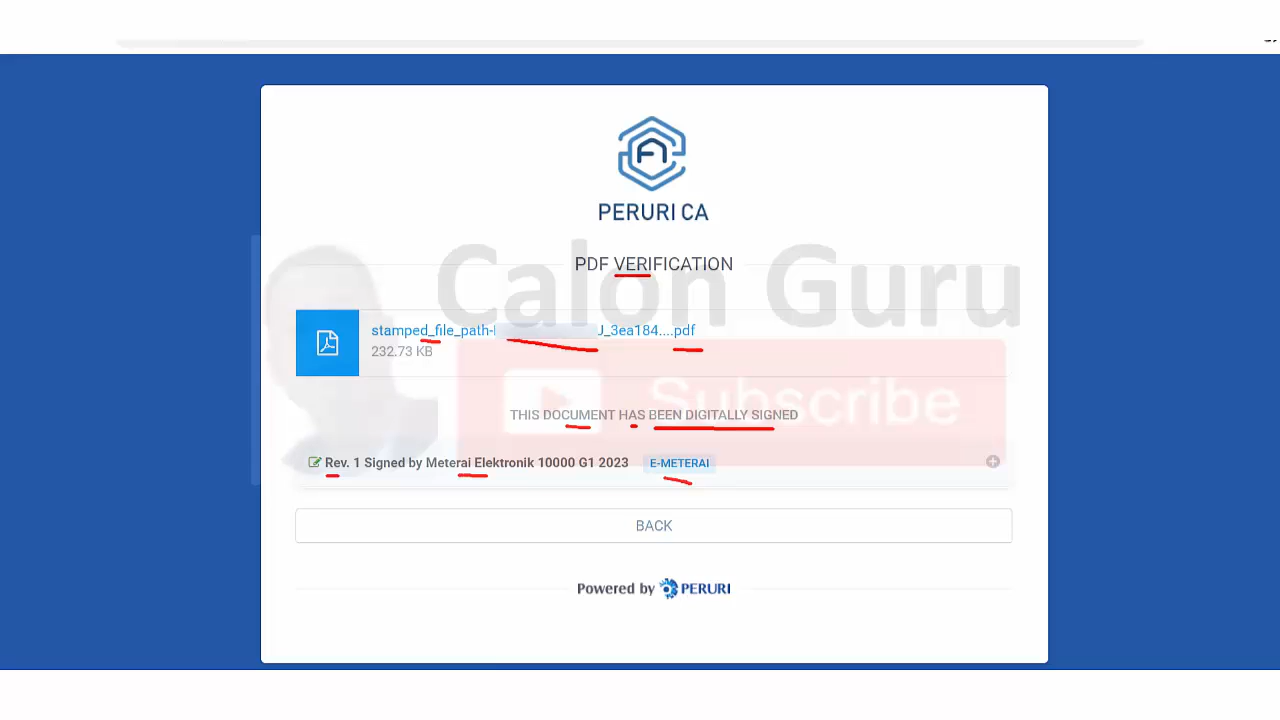 PERURI CA
Calon Guru
PDF VERIFICATION
stamped_file_path- J_3ea184....pdf
232.73 KB
Subscribe
THIS DOCUMENT HAS BEEN DIGITALLY SIGNED
Rev. 1 Signed by Meterai Elektronik 10000 G1 2023 E-METERAI
BACK
Powered by PERURI